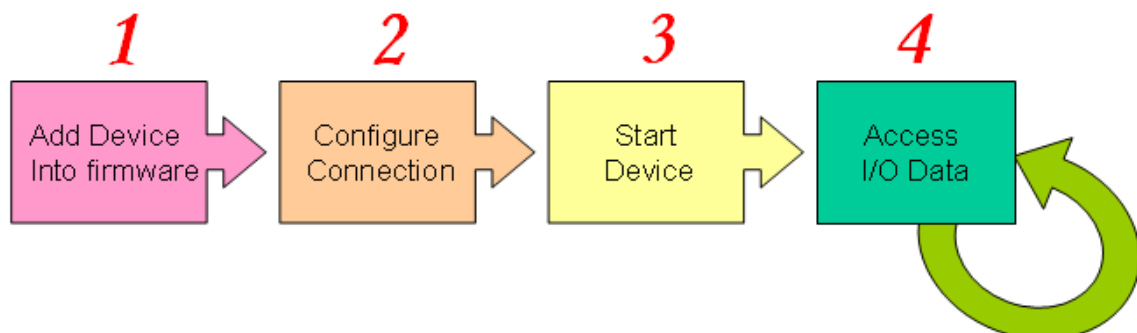 1
2
3
4
Add Device
Into firmware
Configure
Connection
Start
Device
Access
I/O Data